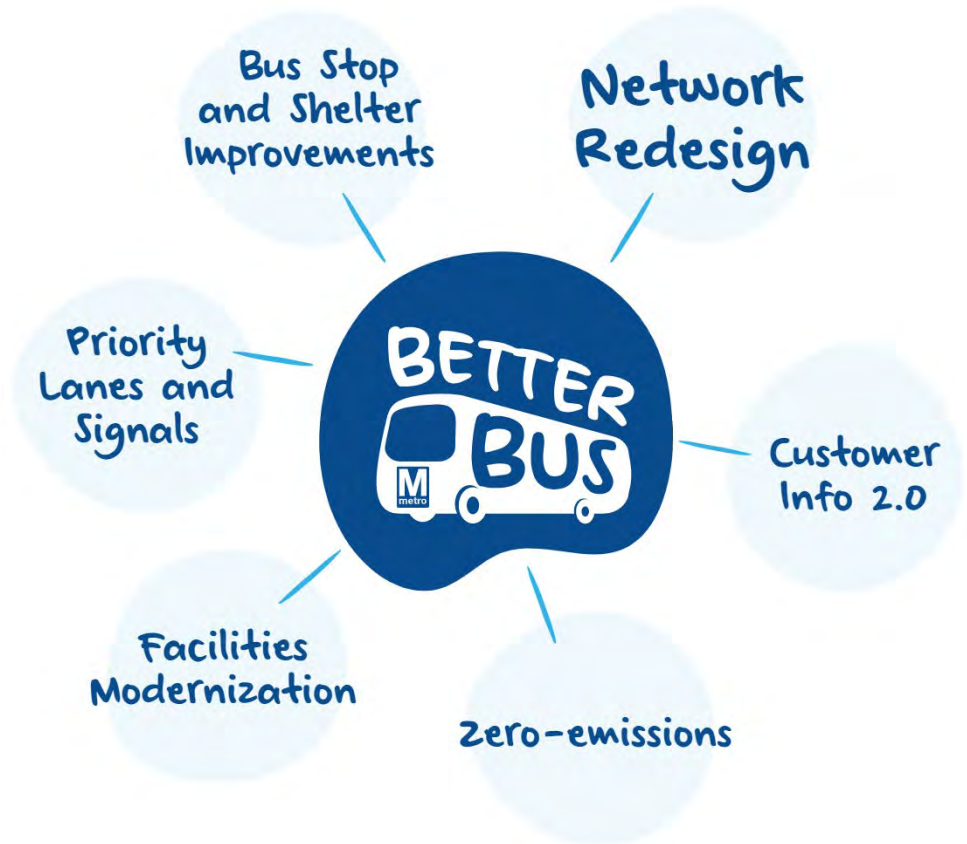 Bus Stop
and Shelter
Improvements
Network
Redesign
Priority
Lanes and
Signals
BETTER
BUS
M
metro
Customer
Info 2.0
Facilities
Modernization
Zero-emissions